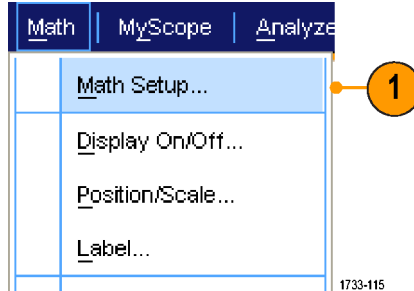 Math | MyScope | Analyze
Math Setup...
1
Display On/Off...
Position/Scale...
Label...
1733-115